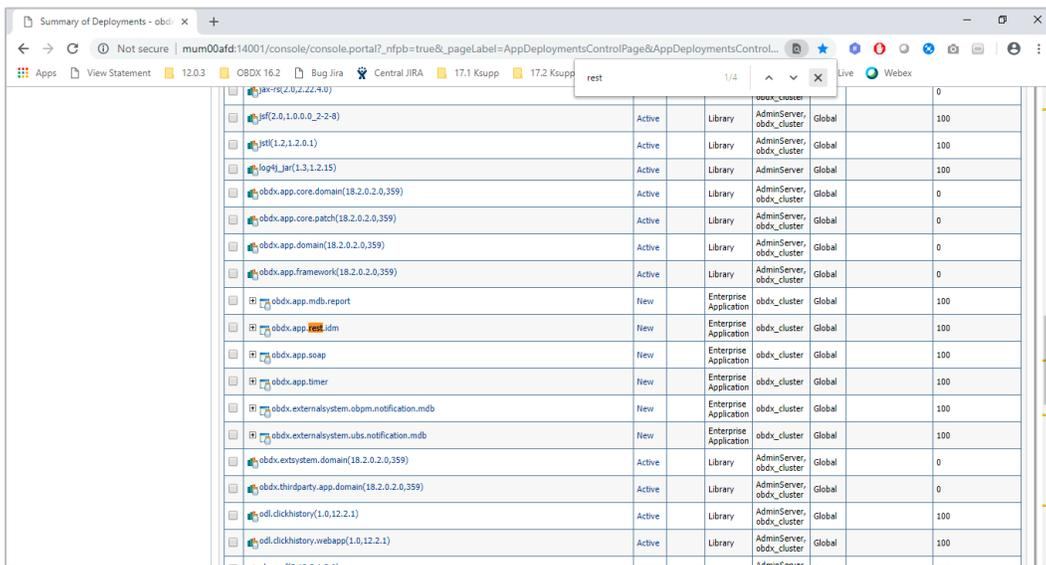 Summary of Deployments - obd
Not secure | mum00afd:14001/console/console.portal?_nfpb=true&_pageLabel=AppDeploymentsControlPage&AppDeploymentsControl...
Apps View Statement 12.0.3 OBDX 16.2 Bug Jira Central JIRA 17.1 Ksupp 17.2 Ksupp Live Webex
rest 1/4
jax-rs(2.0,2.22.4.0) obdx_cluster 0
jsf(2.0,1.0.0.0_2-2-8) Active Library AdminServer, obdx_cluster Global 100
jstl(1.2,1.2.0.1) Active Library AdminServer, obdx_cluster Global 100
log4j_jar(1.3,1.2.15) Active Library AdminServer Global 100
obdx.app.core.domain(18.2.0.2.0,359) Active Library AdminServer, obdx_cluster Global 0
obdx.app.core.patch(18.2.0.2.0,359) Active Library AdminServer, obdx_cluster Global 0
obdx.app.domain(18.2.0.2.0,359) Active Library AdminServer, obdx_cluster Global 0
obdx.app.framework(18.2.0.2.0,359) Active Library AdminServer, obdx_cluster Global 0
obdx.app.mdb.report New Enterprise Application obdx_cluster Global 100
obdx.app.rest.idm New Enterprise Application obdx_cluster Global 100
obdx.app.soap New Enterprise Application obdx_cluster Global 100
obdx.app.timer New Enterprise Application obdx_cluster Global 100
obdx.externalsystem.obpm.notification.mdb New Enterprise Application obdx_cluster Global 100
obdx.externalsystem.ubs.notification.mdb New Enterprise Application obdx_cluster Global 100
obdx.extsystem.domain(18.2.0.2.0,359) Active Library AdminServer, obdx_cluster Global 0
obdx.thirdparty.app.domain(18.2.0.2.0,359) Active Library AdminServer, obdx_cluster Global 0
odl.clickhistory(1.0,12.2.1) Active Library AdminServer, obdx_cluster Global 100
odl.clickhistory.webapp(1.0,12.2.1) Active Library AdminServer, obdx_cluster Global 100